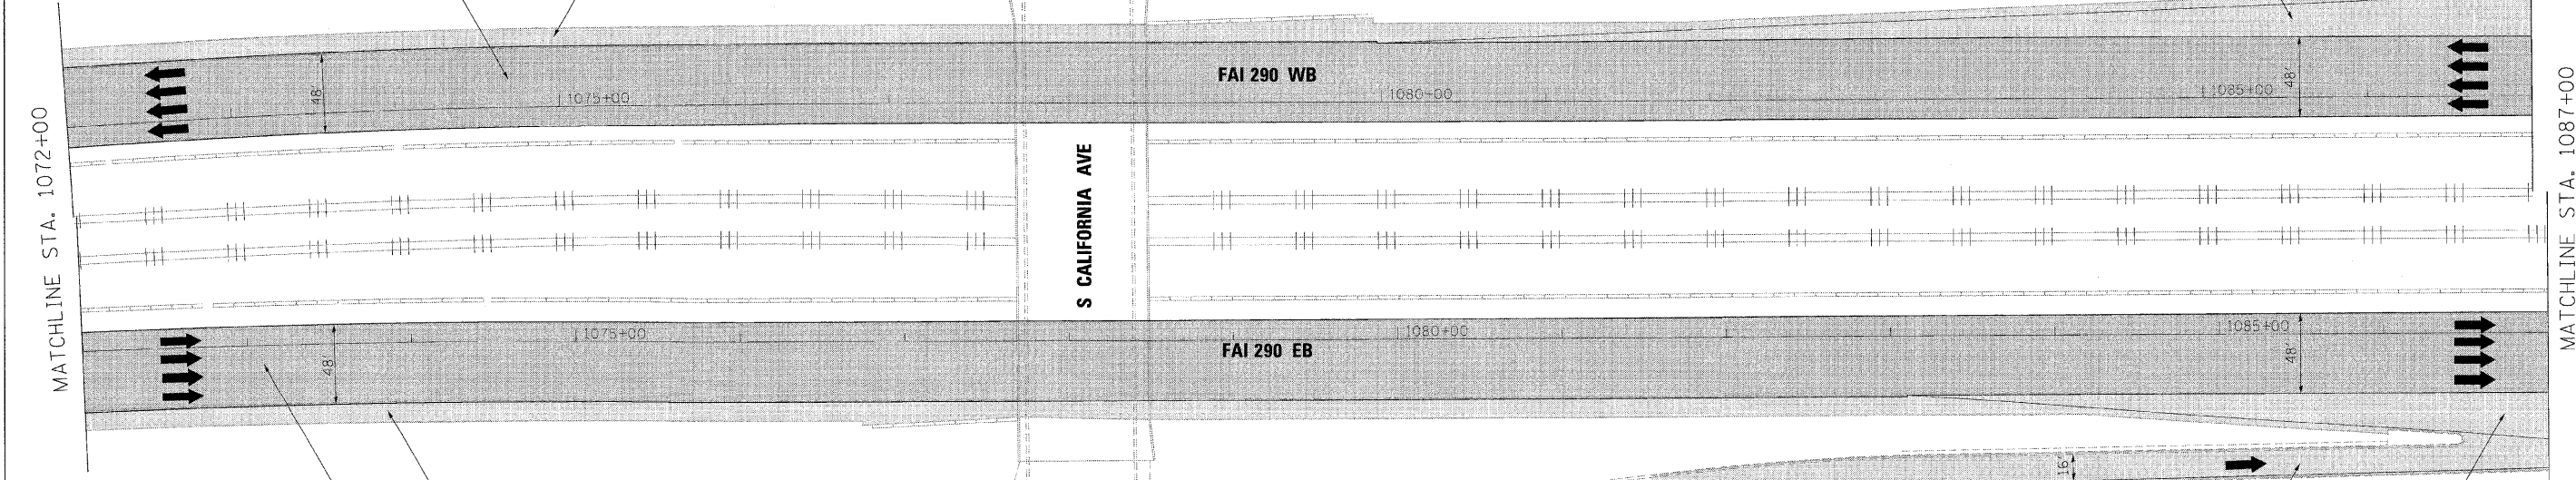 MATCHLINE STA. 1072+00
48'
FAI 290 WB
1075+00
1080+00
1085+00
48'
S CALIFORNIA AVE
MATCHLINE STA. 1087+00
48'
1075+00
FAI 290 EB
1080+00
1085+00
48'
16'